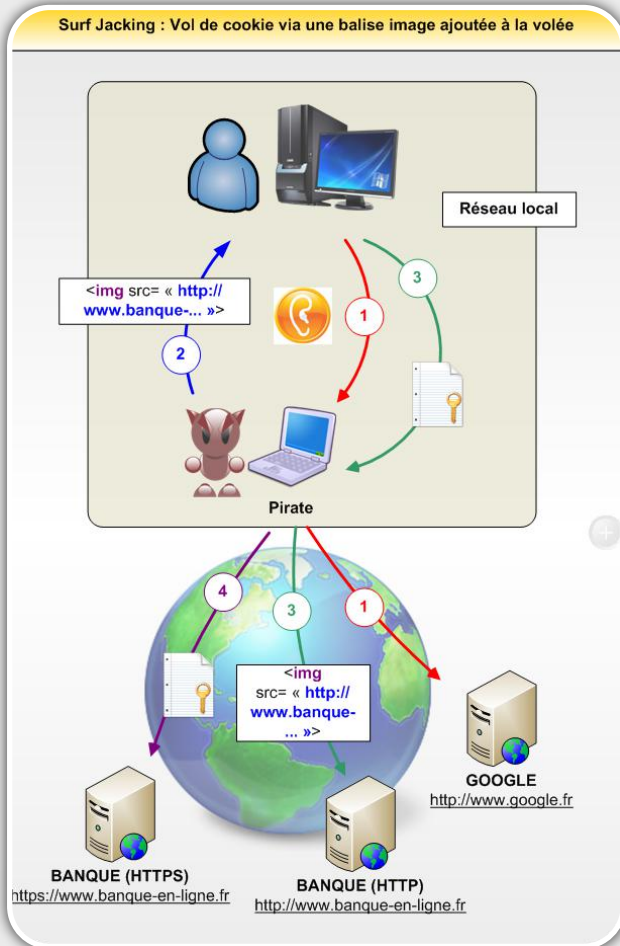 Surf Jacking : Vol de cookie via une balise image ajoutée à la volée
Réseau local
<img src= « http://
www.banque-... »>
3
1
2
Pirate
4
3
1
<img
src= « http://
www.banque-
... »>
GOOGLE
http://www.google.fr
BANQUE (HTTPS)
https://www.banque-en-ligne.fr
BANQUE (HTTP)
http://www.banque-en-ligne.fr